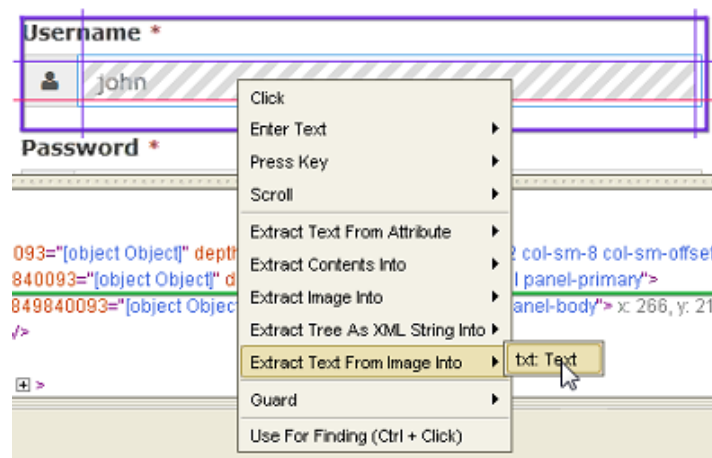 Username *
john
Password *
Click
Enter Text
Press Key
Scroll
Extract Text From Attribute
Extract Contents Into
Extract Image Into
Extract Tree As XML String Into
Extract Text From Image Into
txt: Text
Guard
Use For Finding (Ctrl + Click)
093="[object Object]" dept 2 col-sm-8 col-sm-offset
840093="[object Object]" d l panel-primary">
849840093="[object Object anel-body"> x: 266, y: 21
/>
>